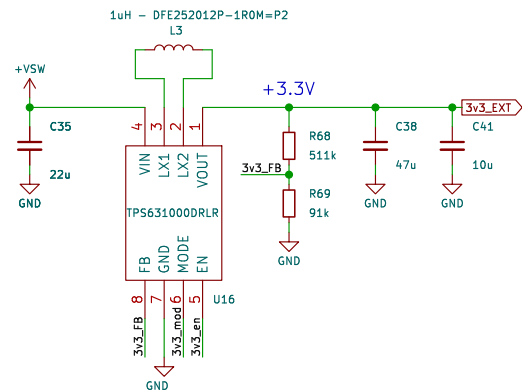 1uH - DFE252012P-1R0M=P2
L3
+VSW
+3.3V
3v3_EXT
C35
22u
GND
4
3
2
1
VIN
LX1
LX2
VOUT
TPS631000DRLR
FB
GND
MODE
EN
8
7
6
5
U16
3v3_FB
3v3_mod
3v3_en
GND
R68
511k
3v3_FB
R69
91k
GND
C38
47u
GND
C41
10u
GND